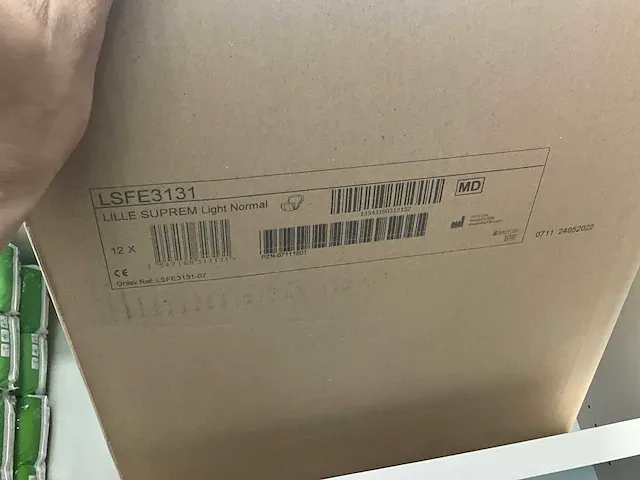 LSFE3131
LILLE SUPREM Light Normal
MD
12 X
PZN-07111501
CE
Ontex Ref. LSFE3131-07
0711 24052022